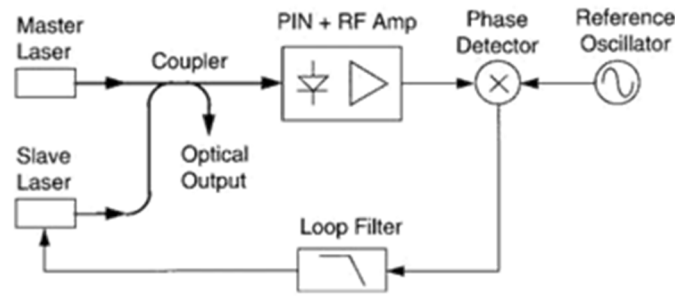 Master
Laser
Coupler
PIN + RF Amp
Phase
Detector
Reference
Oscillator
Slave
Laser
Optical
Output
Loop Filter